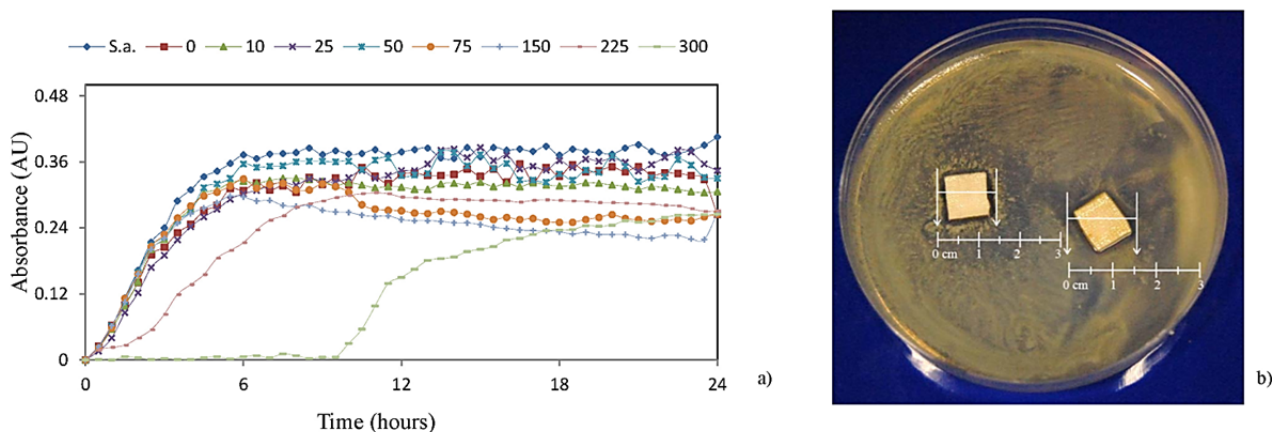 S.a. 0 10 25 50 75 150 225 300
Absorbance (AU)
0.48
0.36
0.24
0.12
0
0 6 12 18 24
Time (hours)
a)
0 cm 1 2 3
0 cm 1 2 3
b)